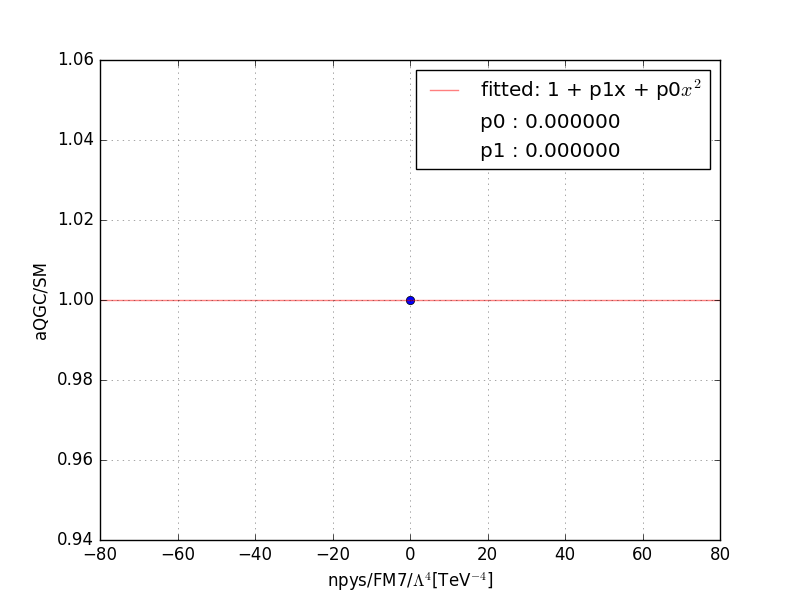 1.06
1.04
1.02
1.00
0.98
0.96
0.94
aQGC/SM
fitted: 1 + p1x + p0x²
p0 : 0.000000
p1 : 0.000000
−80 −60 −40 −20 0 20 40 60 80
npys/FM7/Λ⁴[TeV⁻⁴]